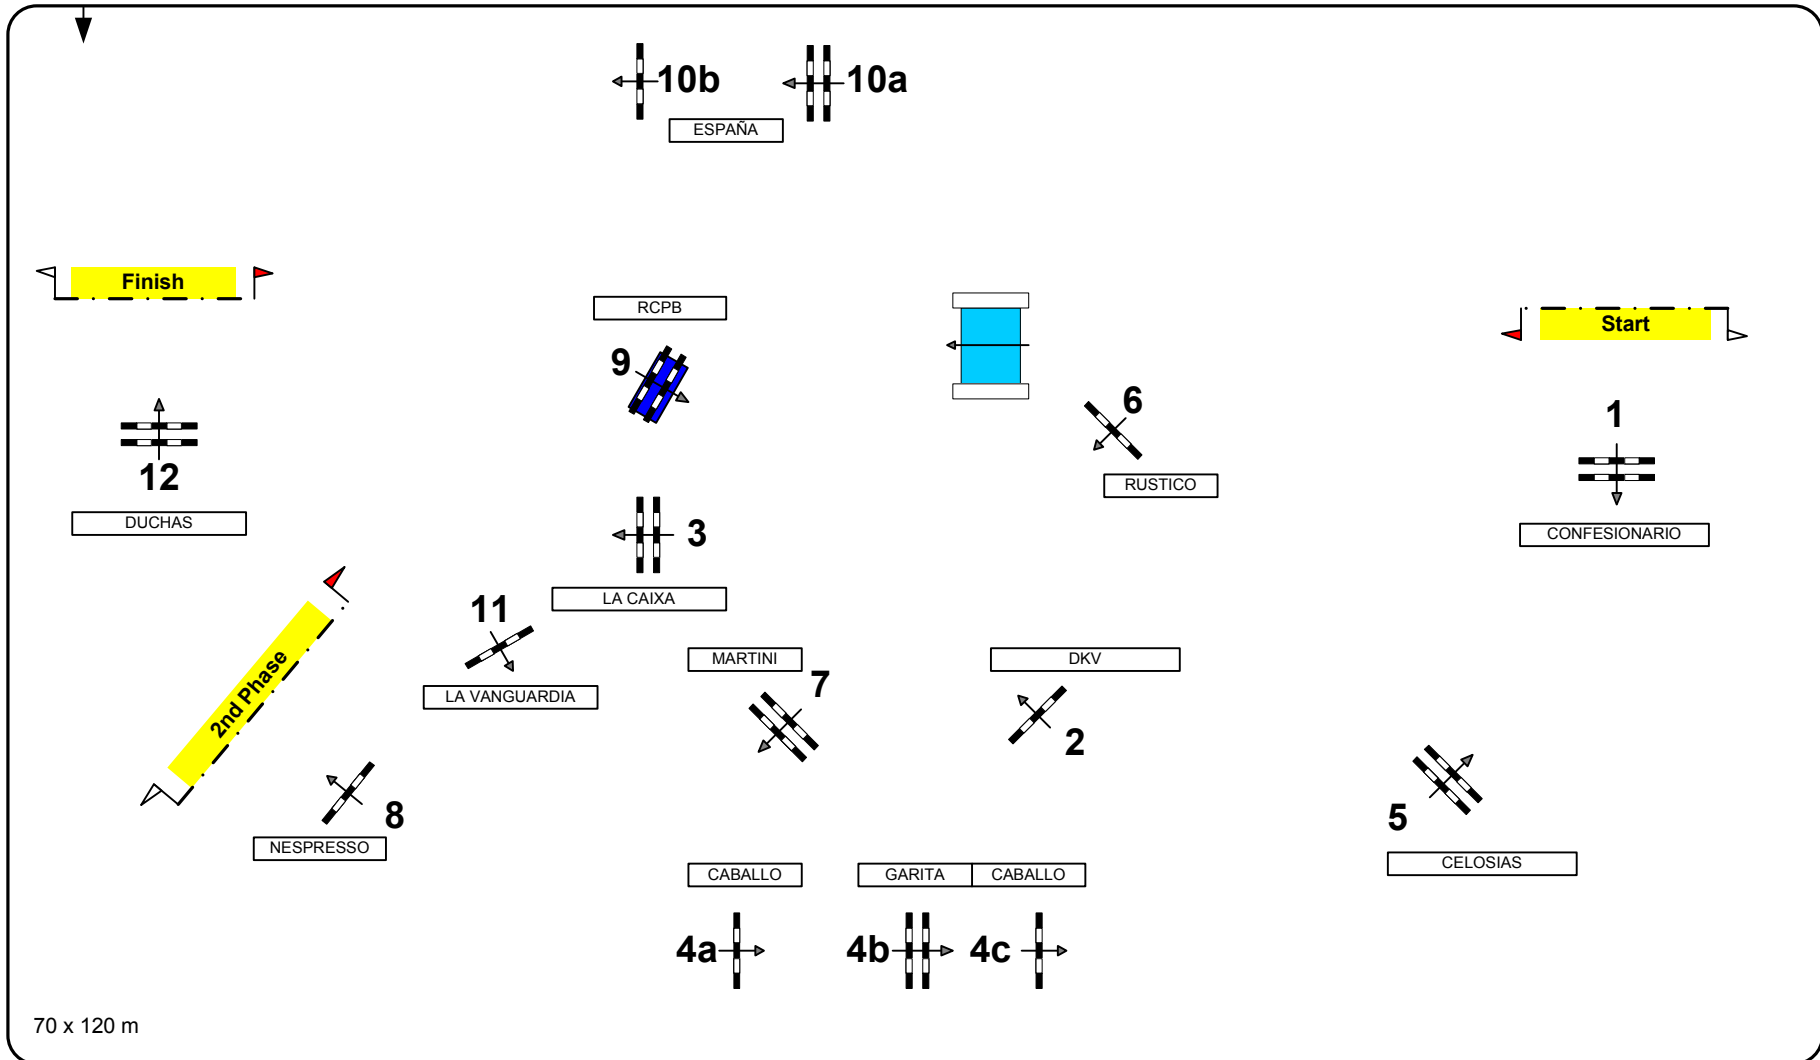 10b
10a
ESPAÑA
Finish
RCPB
Start
9
6
1
12
RUSTICO
DUCHAS
3
CONFESIONARIO
LA CAIXA
11
MARTINI
DKV
2nd Phase
7
LA VANGUARDIA
2
8
5
NESPRESSO
CABALLO
GARITA
CABALLO
CELOSIAS
4a
4b
4c
70 x 120 m